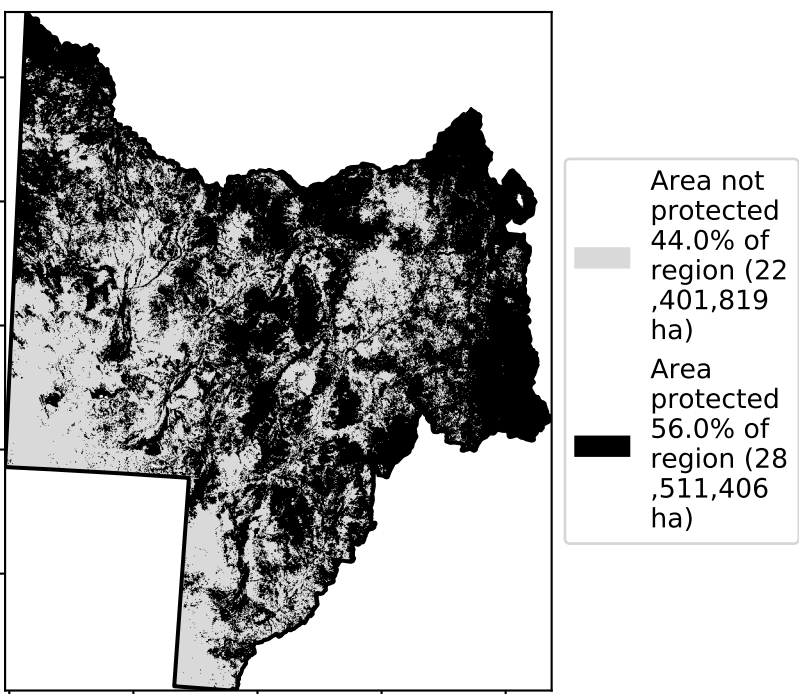 Area not
protected
44.0% of
region (22
,401,819
ha)
Area
protected
56.0% of
region (28
,511,406
ha)